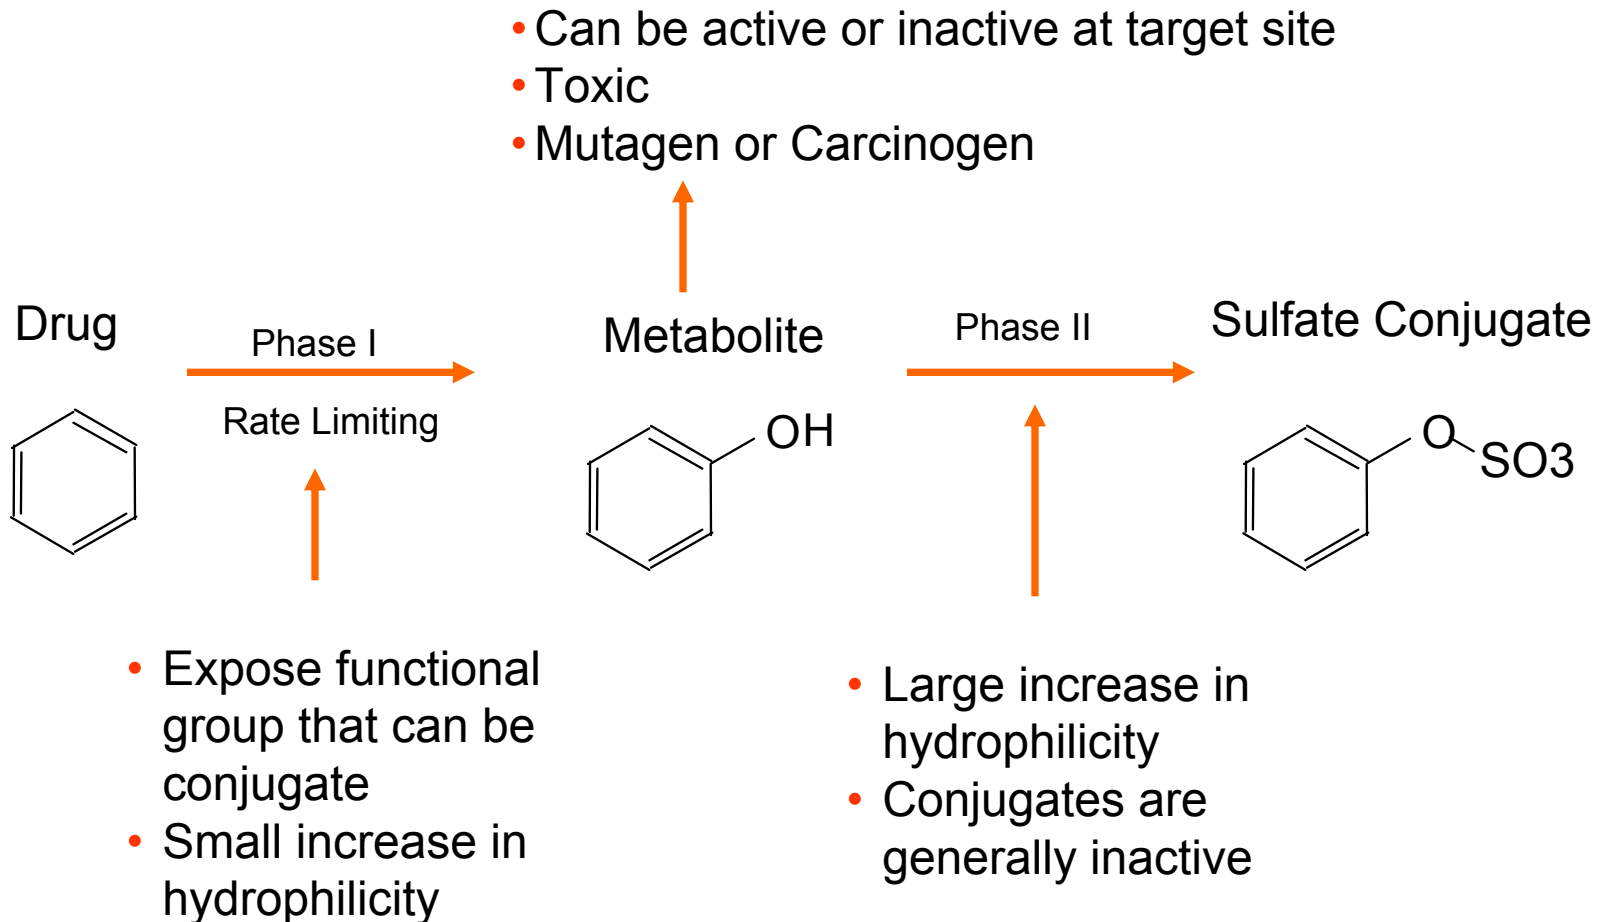 • Can be active or inactive at target site
• Toxic
• Mutagen or Carcinogen
Drug
Phase I
Rate Limiting
Metabolite
Phase II
Sulfate Conjugate
OH
O
SO3
• Expose functional
group that can be
conjugate
• Small increase in
hydrophilicity
• Large increase in
hydrophilicity
• Conjugates are
generally inactive